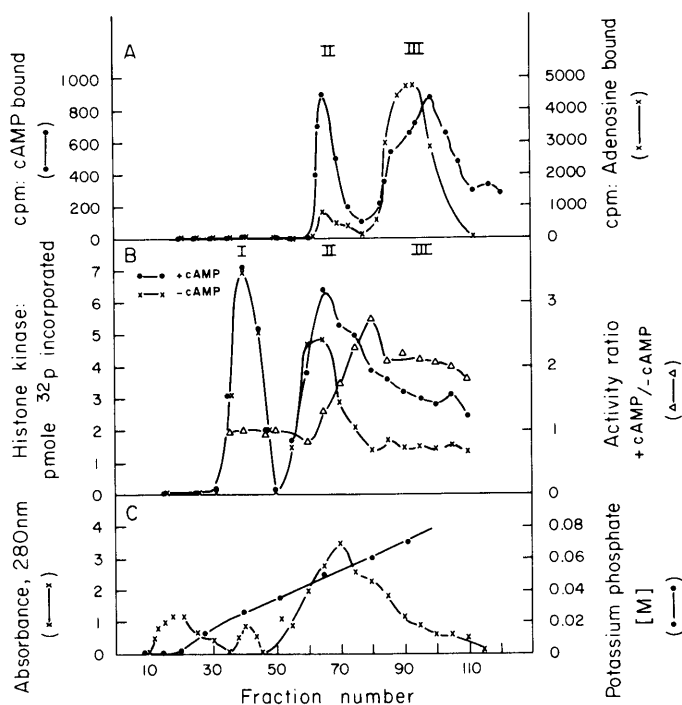 A
II
III
1000
800
600
400
200
0
cpm: cAMP bound
5000
4000
3000
2000
1000
0
cpm: Adenosine bound
B
I
II
III
+cAMP
-cAMP
7
6
5
4
3
2
1
0
Histone kinase:
pmole 32p incorporated
3
2
1
0
Activity ratio
+cAMP/-cAMP
C
4
3
2
1
0
Absorbance, 280nm
0.08
0.06
0.04
0.02
0
Potassium phosphate
[M]
10
30
50
70
90
110
Fraction number